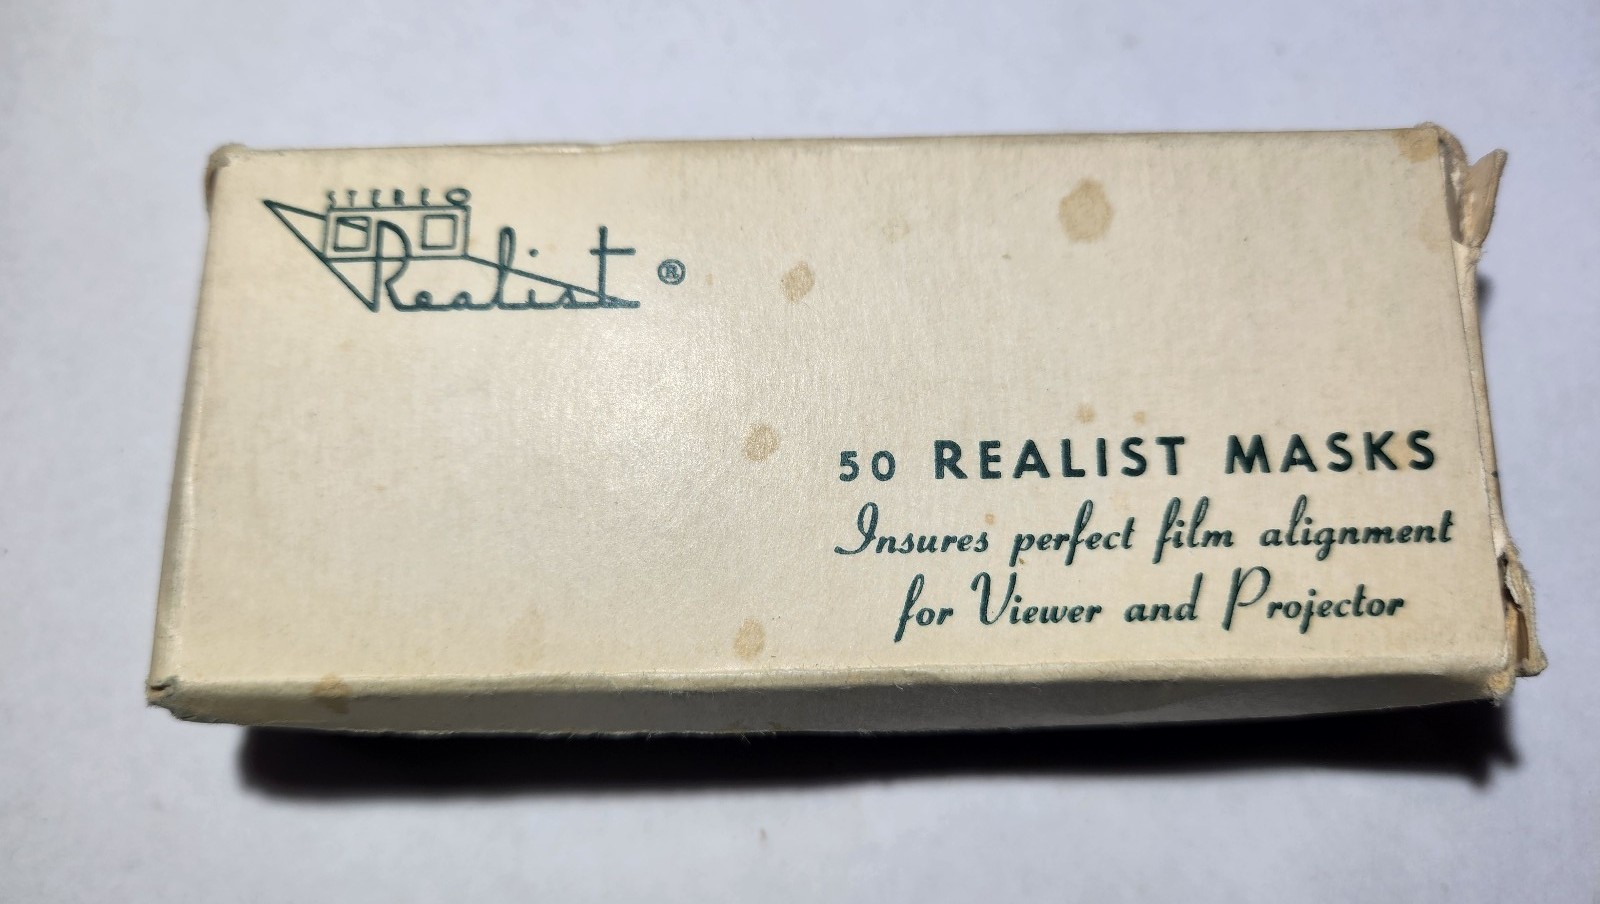 STEREO
Realist ®
50 REALIST MASKS
Insures perfect film alignment
for Viewer and Projector